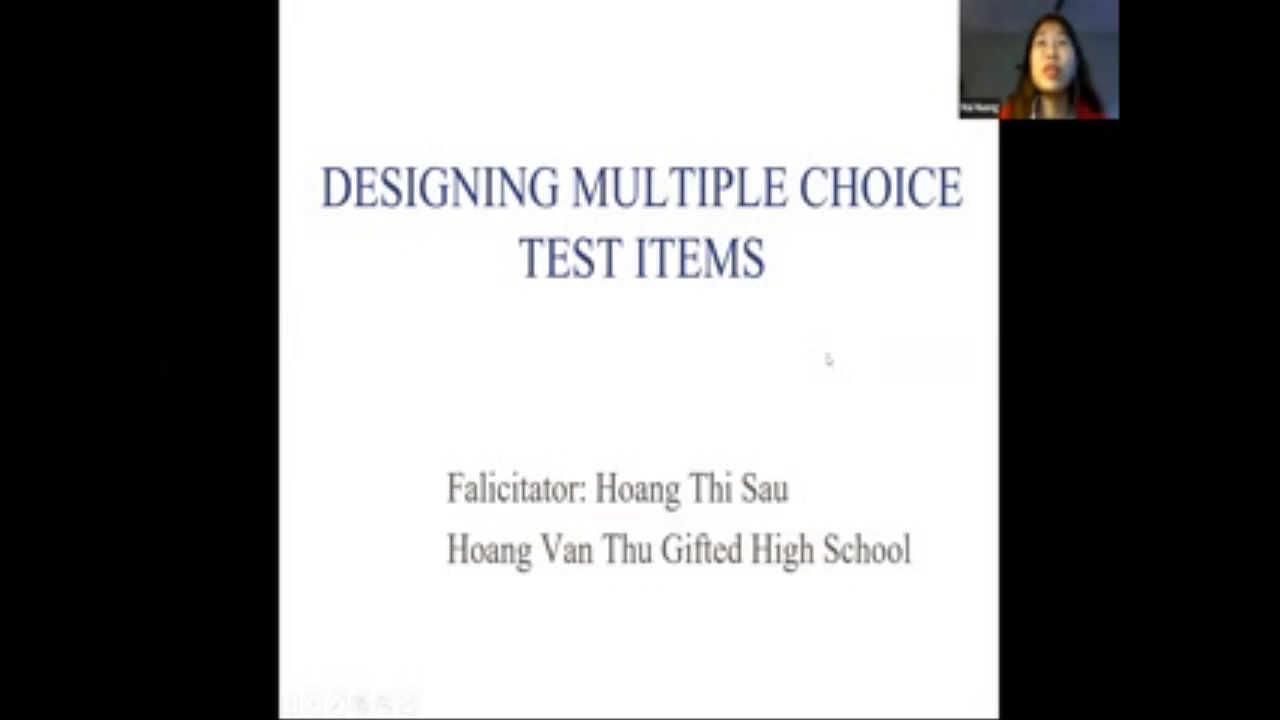 DESIGNING MULTIPLE CHOICE
TEST ITEMS
Falicitator: Hoang Thi Sau
Hoang Van Thu Gifted High School